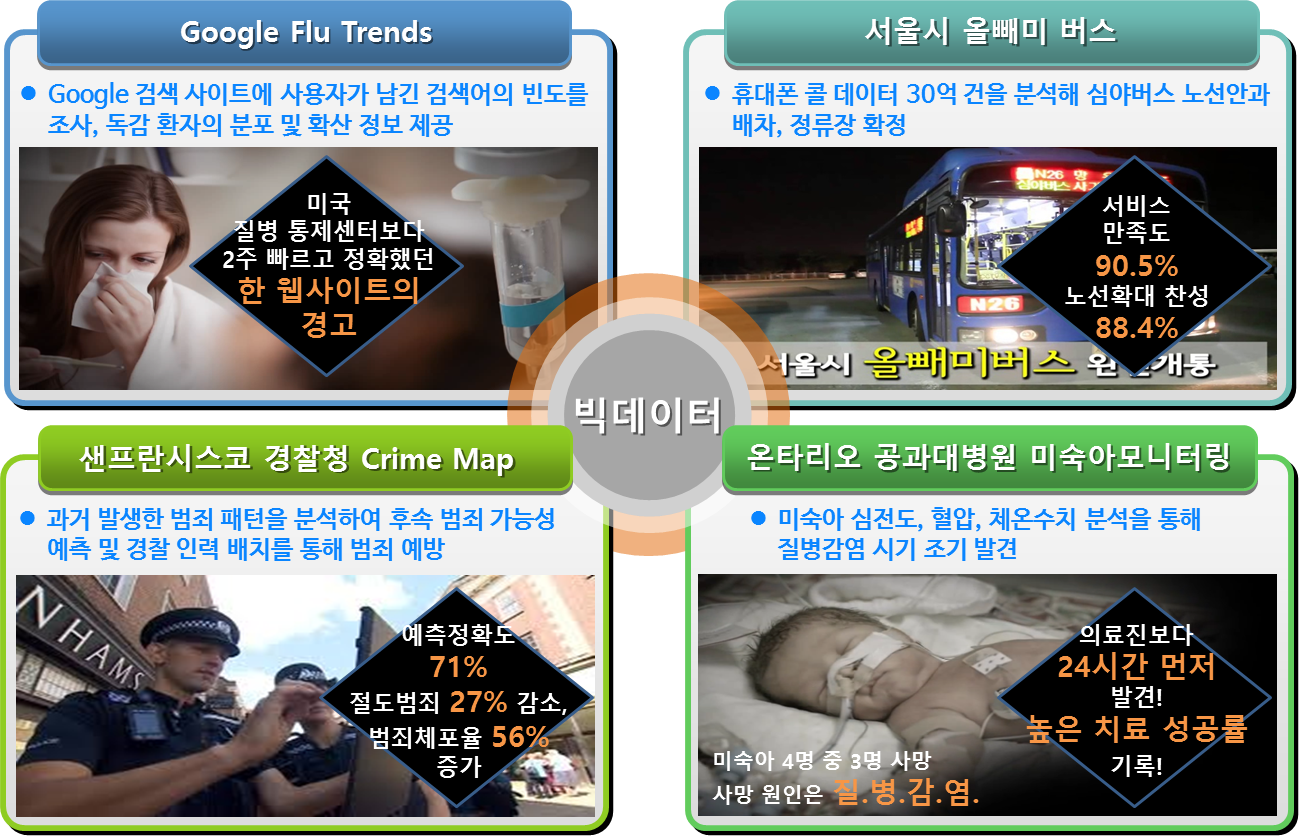 Google Flu Trends
● Google 검색 사이트에 사용자가 남긴 검색어의 빈도를
조사, 독감 환자의 분포 및 확산 정보 제공
미국
질병 통제센터보다
2주 빠르고 정확했던
한 웹사이트의
경고
서울시 올빼미 버스
● 휴대폰 콜 데이터 30억 건을 분석해 심야버스 노선안과
배차, 정류장 확정
N26 항
심야버스
N26
서비스
만족도
90.5%
노선확대 찬성
88.4%
서울시 올빼미버스 개통
빅데이터
샌프란시스코 경찰청 Crime Map
● 과거 발생한 범죄 패턴을 분석하여 후속 범죄 가능성
예측 및 경찰 인력 배치를 통해 범죄 예방
NHAMS
예측정확도
71%
절도범죄 27% 감소,
범죄체포율 56%
증가
온타리오 공과대병원 미숙아모니터링
● 미숙아 심전도, 혈압, 체온수치 분석을 통해
질병감염 시기 조기 발견
의료진보다
24시간 먼저
발견!
높은 치료 성공률
기록!
미숙아 4명 중 3명 사망
사망 원인은 질.병.감.염.